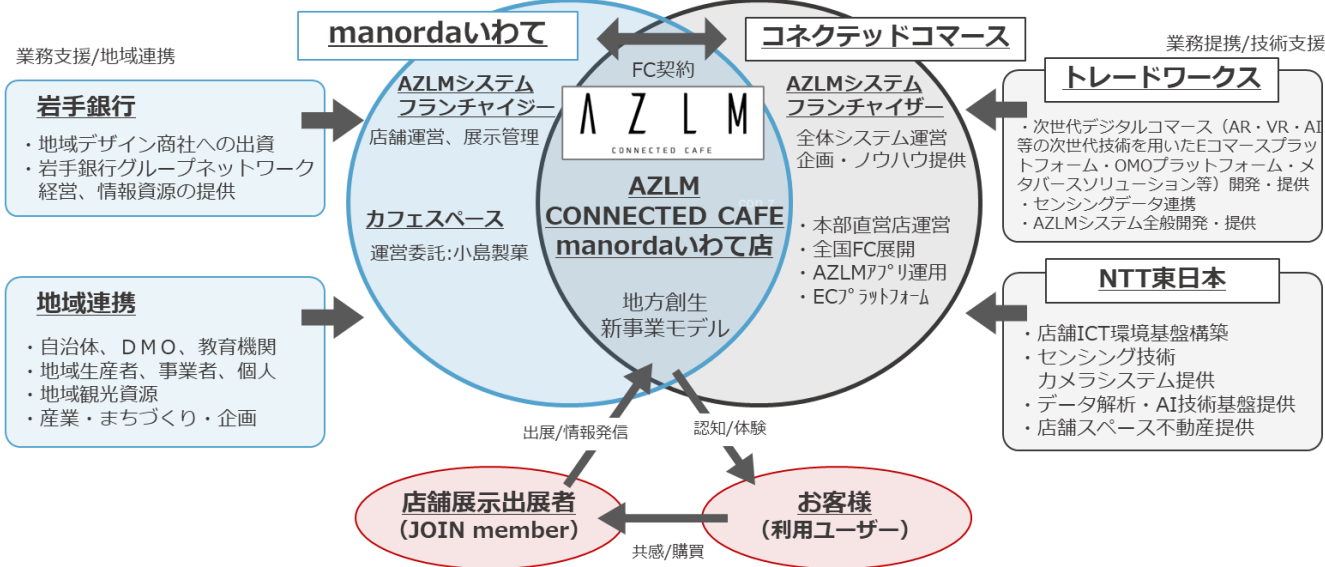 業務支援/地域連携
岩手銀行
・地域デザイン商社への出資
・岩手銀行グループネットワーク
経営、情報資源の提供
地域連携
・自治体、ＤＭＯ、教育機関
・地域生産者、事業者、個人
・地域観光資源
・産業・まちづくり・企画
manordaいわて
AZLMシステム
フランチャイジー
店舗運営、展示管理
カフェスペース
運営委託:小島製菓
FC契約
AZLM
CONNECTED CAFE
AZLM
CONNECTED CAFE
manordaいわて店
地方創生
新事業モデル
コネクテッドコマース
AZLMシステム
フランチャイザー
全体システム運営
企画・ノウハウ提供
・本部直営店運営
・全国FC展開
・AZLMｱﾌﾟﾘ運用
・ECﾌﾟﾗｯﾄﾌｫｰﾑ
業務提携/技術支援
トレードワークス
・次世代デジタルコマース（AR・VR・AI
等の次世代技術を用いたEコマースプラッ
トフォーム・OMOプラットフォーム・メ
タバースソリューション等）開発・提供
・センシングデータ連携
・AZLMシステム全般開発・提供
NTT東日本
・店舗ICT環境基盤構築
・センシング技術
カメラシステム提供
・データ解析・AI技術基盤提供
・店舗スペース不動産提供
出展/情報発信
認知/体験
店舗展示出展者
（JOIN member）
お客様
（利用ユーザー）
共感/購買